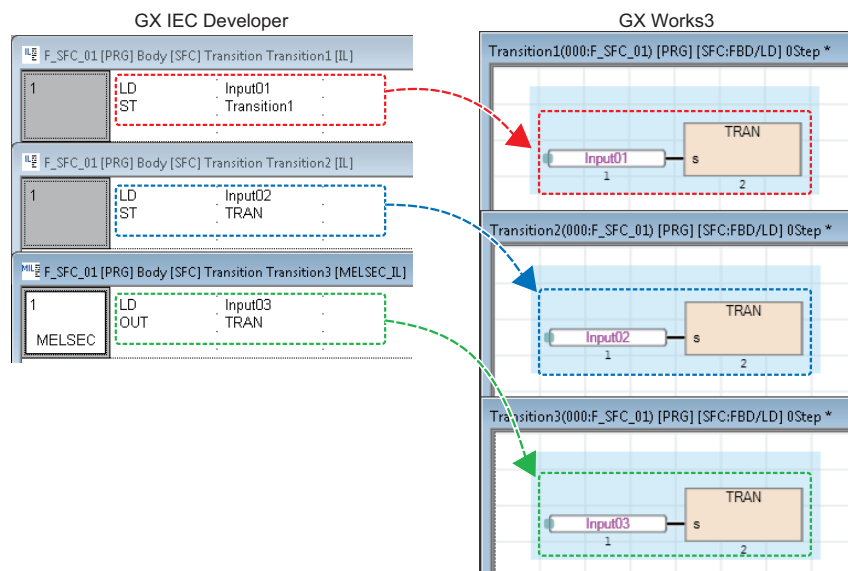 GX IEC Developer
F_SFC_01 [PRG] Body [SFC] Transition Transition1 [IL]
1 LD Input01
ST Transition1
F_SFC_01 [PRG] Body [SFC] Transition Transition2 [IL]
1 LD Input02
ST TRAN
F_SFC_01 [PRG] Body [SFC] Transition Transition3 [MELSEC_IL]
1 LD Input03
OUT TRAN
MELSEC
GX Works3
Transition1(000:F_SFC_01) [PRG] [SFC:FBD/LD] 0Step *
TRAN
Input01 s
1
2
Transition2(000:F_SFC_01) [PRG] [SFC:FBD/LD] 0Step *
TRAN
Input02 s
1
2
Transition3(000:F_SFC_01) [PRG] [SFC:FBD/LD] 0Step *
TRAN
Input03 s
1
2